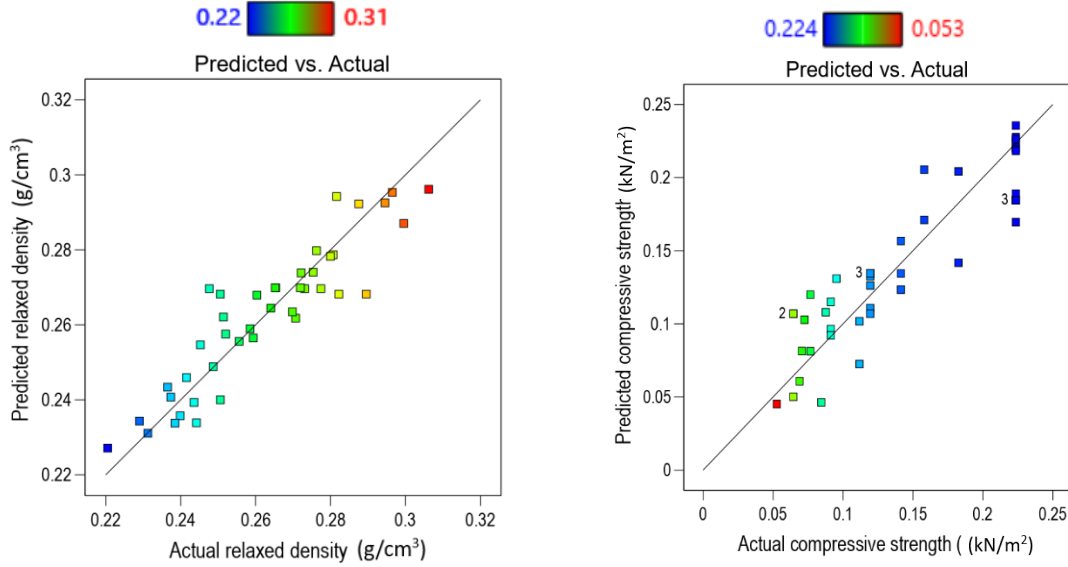 0.22 0.31
Predicted vs. Actual
Predicted relaxed density (g/cm³)
0.32
0.3
0.28
0.26
0.24
0.22
0.22 0.24 0.26 0.28 0.3 0.32
Actual relaxed density (g/cm³)
0.224 0.053
Predicted vs. Actual
Predicted compressive strength (kN/m²)
0.25
0.2
0.15
0.1
0.05
0
3
3
2
0 0.05 0.1 0.15 0.2 0.25
Actual compressive strength ( (kN/m²)